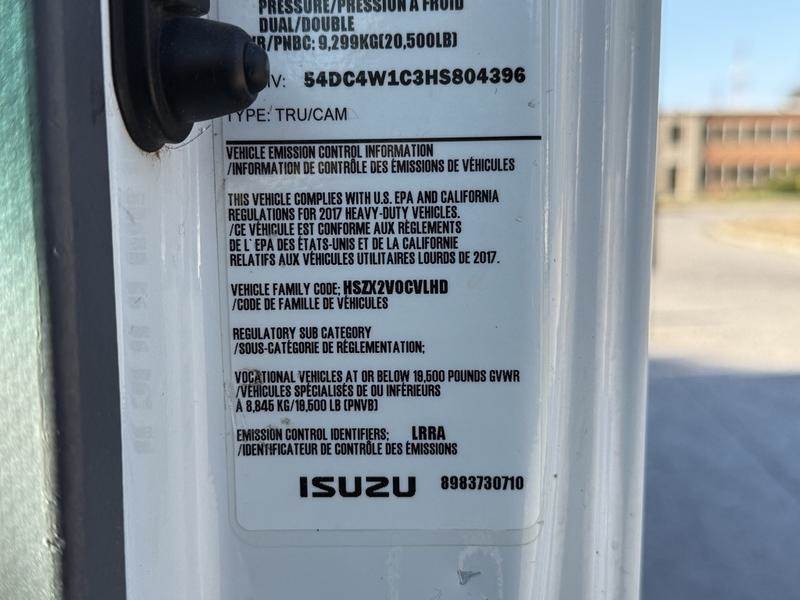 PRESSURE/PRESSION À FROID
DUAL/DOUBLE
R/PNBC: 9,299KG(20,500LB)
IV: 54DC4W1C3HS804396
TYPE: TRU/CAM
VEHICLE EMISSION CONTROL INFORMATION
/INFORMATION DE CONTRÔLE DES ÉMISSIONS DE VÉHICULES
THIS VEHICLE COMPLIES WITH U.S. EPA AND CALIFORNIA
REGULATIONS FOR 2017 HEAVY-DUTY VEHICLES.
/CE VÉHICULE EST CONFORME AUX RÈGLEMENTS
DE L' EPA DES ÉTATS-UNIS ET DE LA CALIFORNIE
RELATIFS AUX VÉHICULES UTILITAIRES LOURDS DE 2017.
VEHICLE FAMILY CODE; HSZX2VOCVLHD
/CODE DE FAMILLE DE VÉHICULES
REGULATORY SUB CATEGORY
/SOUS-CATÉGORIE DE RÉGLEMENTATION;
VOCATIONAL VEHICLES AT OR BELOW 19,500 POUNDS GVWR
/VÉHICULES SPÉCIALISÉS DE OU INFÉRIEURS
À 8,845 KG/19,500 LB (PNVB)
EMISSION CONTROL IDENTIFIERS; LRRA
/IDENTIFICATEUR DE CONTRÔLE DES ÉMISSIONS
ISUZU 8983730710